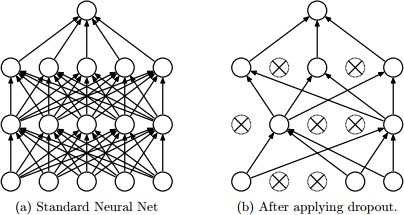 (a) Standard Neural Net
(b) After applying dropout.